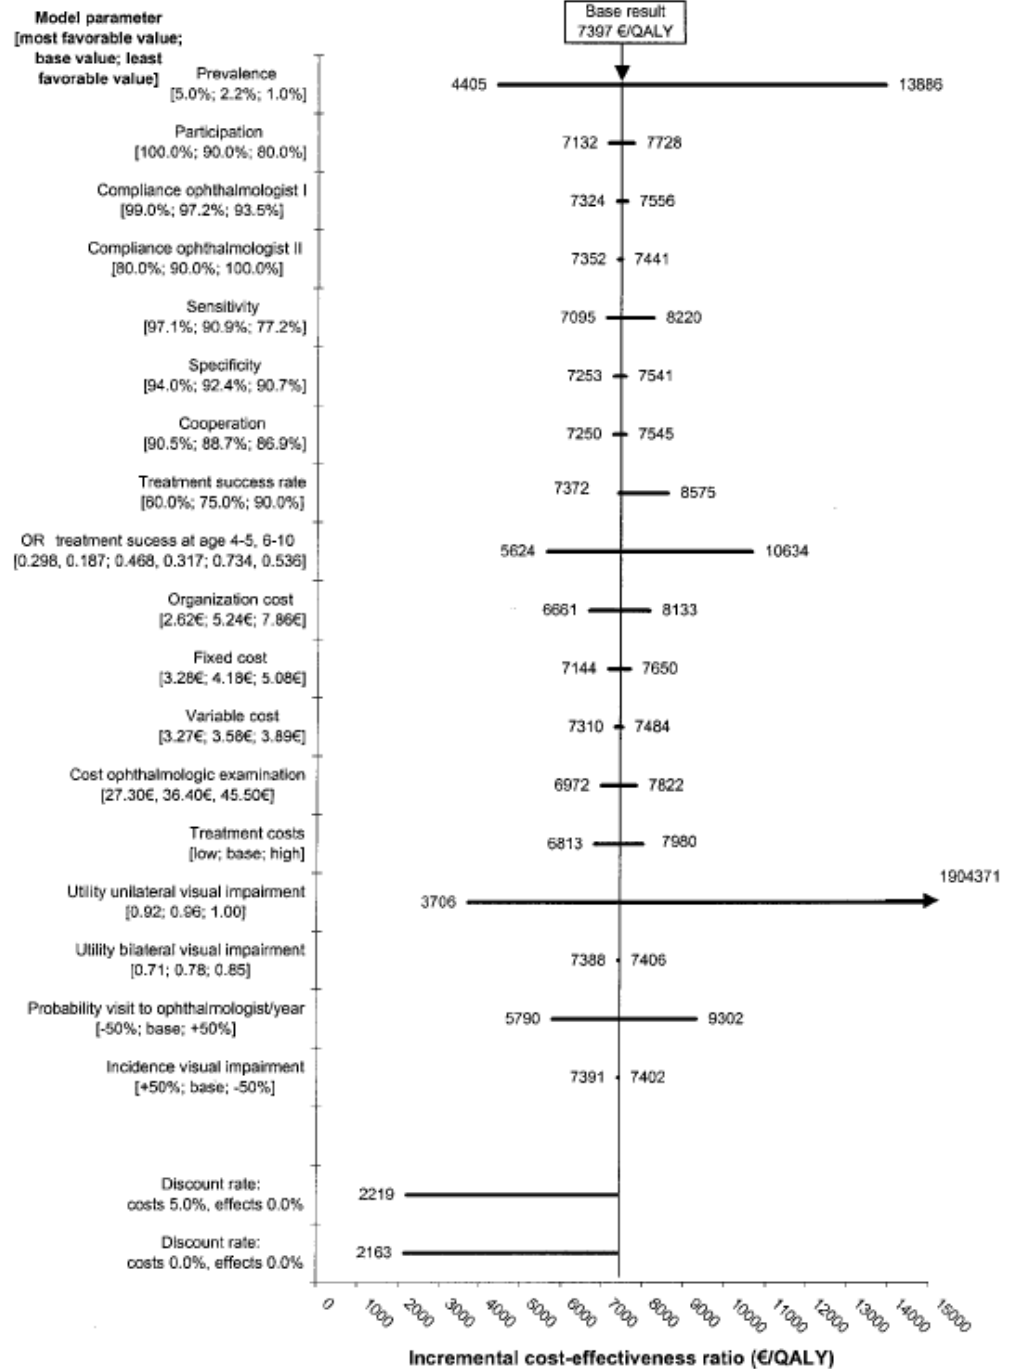 Model parameter
[most favorable value;
base value; least
favorable value]
Base result
7397 €/QALY
Prevalence
[5.0%; 2.2%; 1.0%]
4405
13886
Participation
[100.0%; 90.0%; 80.0%]
7132
7728
Compliance ophthalmologist I
[99.0%; 97.2%; 93.5%]
7324
7556
Compliance ophthalmologist II
[80.0%; 90.0%; 100.0%]
7352
7441
Sensitivity
[97.1%; 90.9%; 77.2%]
7095
8220
Specificity
[94.0%; 92.4%; 90.7%]
7253
7541
Cooperation
[90.5%; 88.7%; 86.9%]
7250
7545
Treatment success rate
[60.0%; 75.0%; 90.0%]
7372
8575
OR treatment sucess at age 4-5, 6-10
[0.298, 0.187; 0.468, 0.317; 0.734, 0.536]
5624
10634
Organization cost
[2.62€; 5.24€; 7.86€]
6661
8133
Fixed cost
[3.28€; 4.18€; 5.08€]
7144
7650
Variable cost
[3.27€; 3.58€; 3.89€]
7310
7484
Cost ophthalmologic examination
[27.30€, 36.40€, 45.50€]
6972
7822
Treatment costs
[low; base; high]
6813
7980
Utility unilateral visual impairment
[0.92; 0.96; 1.00]
3706
1904371
Utility bilateral visual impairment
[0.71; 0.78; 0.85]
7388
7406
Probability visit to ophthalmologist/year
[-50%; base; +50%]
5790
9302
Incidence visual impairment
[+50%; base; -50%]
7391
7402
Discount rate:
costs 5.0%, effects 0.0%
2219
Discount rate:
costs 0.0%, effects 0.0%
2163
0
1000
2000
3000
4000
5000
6000
7000
8000
9000
10000
11000
12000
13000
14000
15000
Incremental cost-effectiveness ratio (€/QALY)